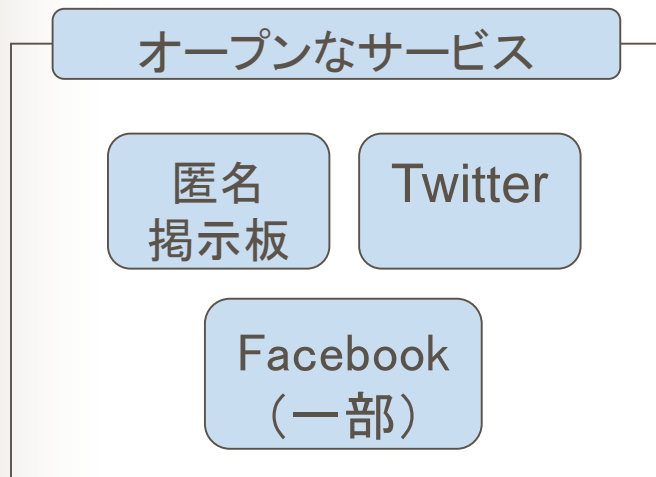 オープンなサービス
匿名
掲示板
Twitter
Facebook
（一部）